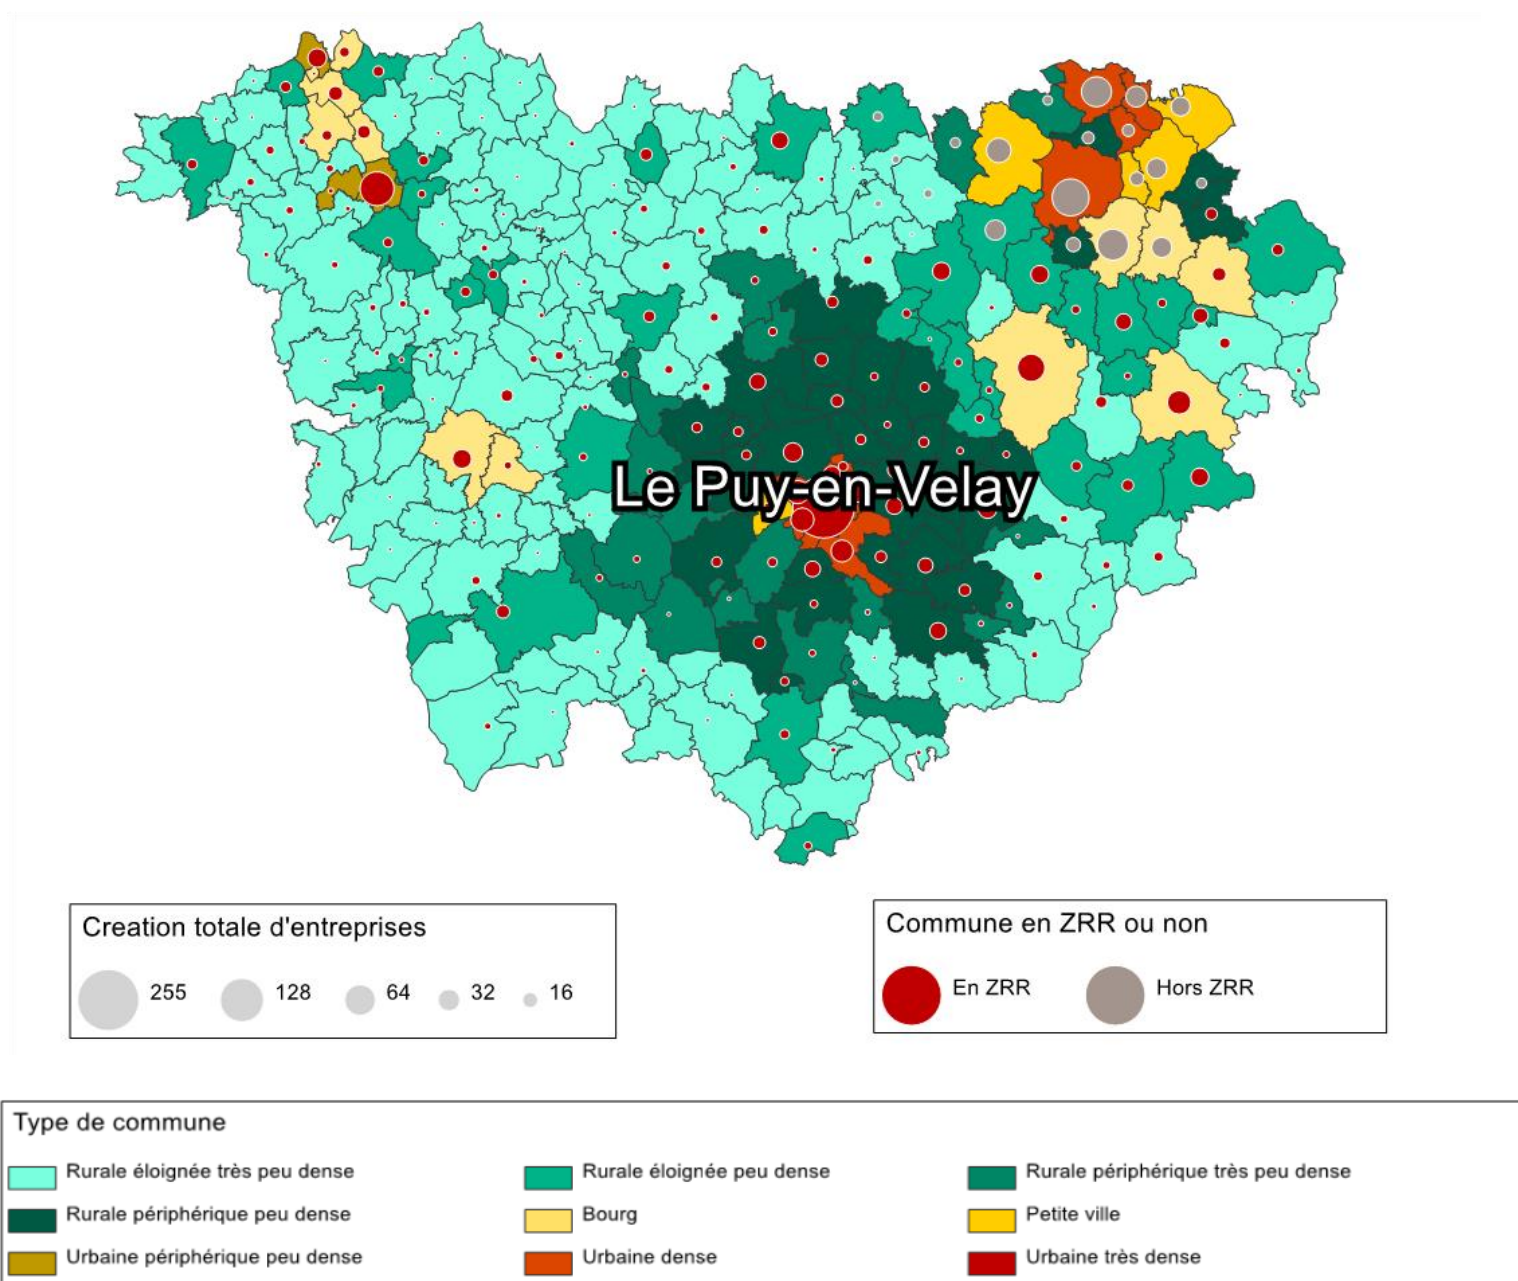 Le Puy-en-Velay
Creation totale d'entreprises
255 128 64 32 16
Commune en ZRR ou non
En ZRR Hors ZRR
Type de commune
Rurale éloignée très peu dense Rurale éloignée peu dense Rurale périphérique très peu dense
Rurale périphérique peu dense Bourg Petite ville
Urbaine périphérique peu dense Urbaine dense Urbaine très dense